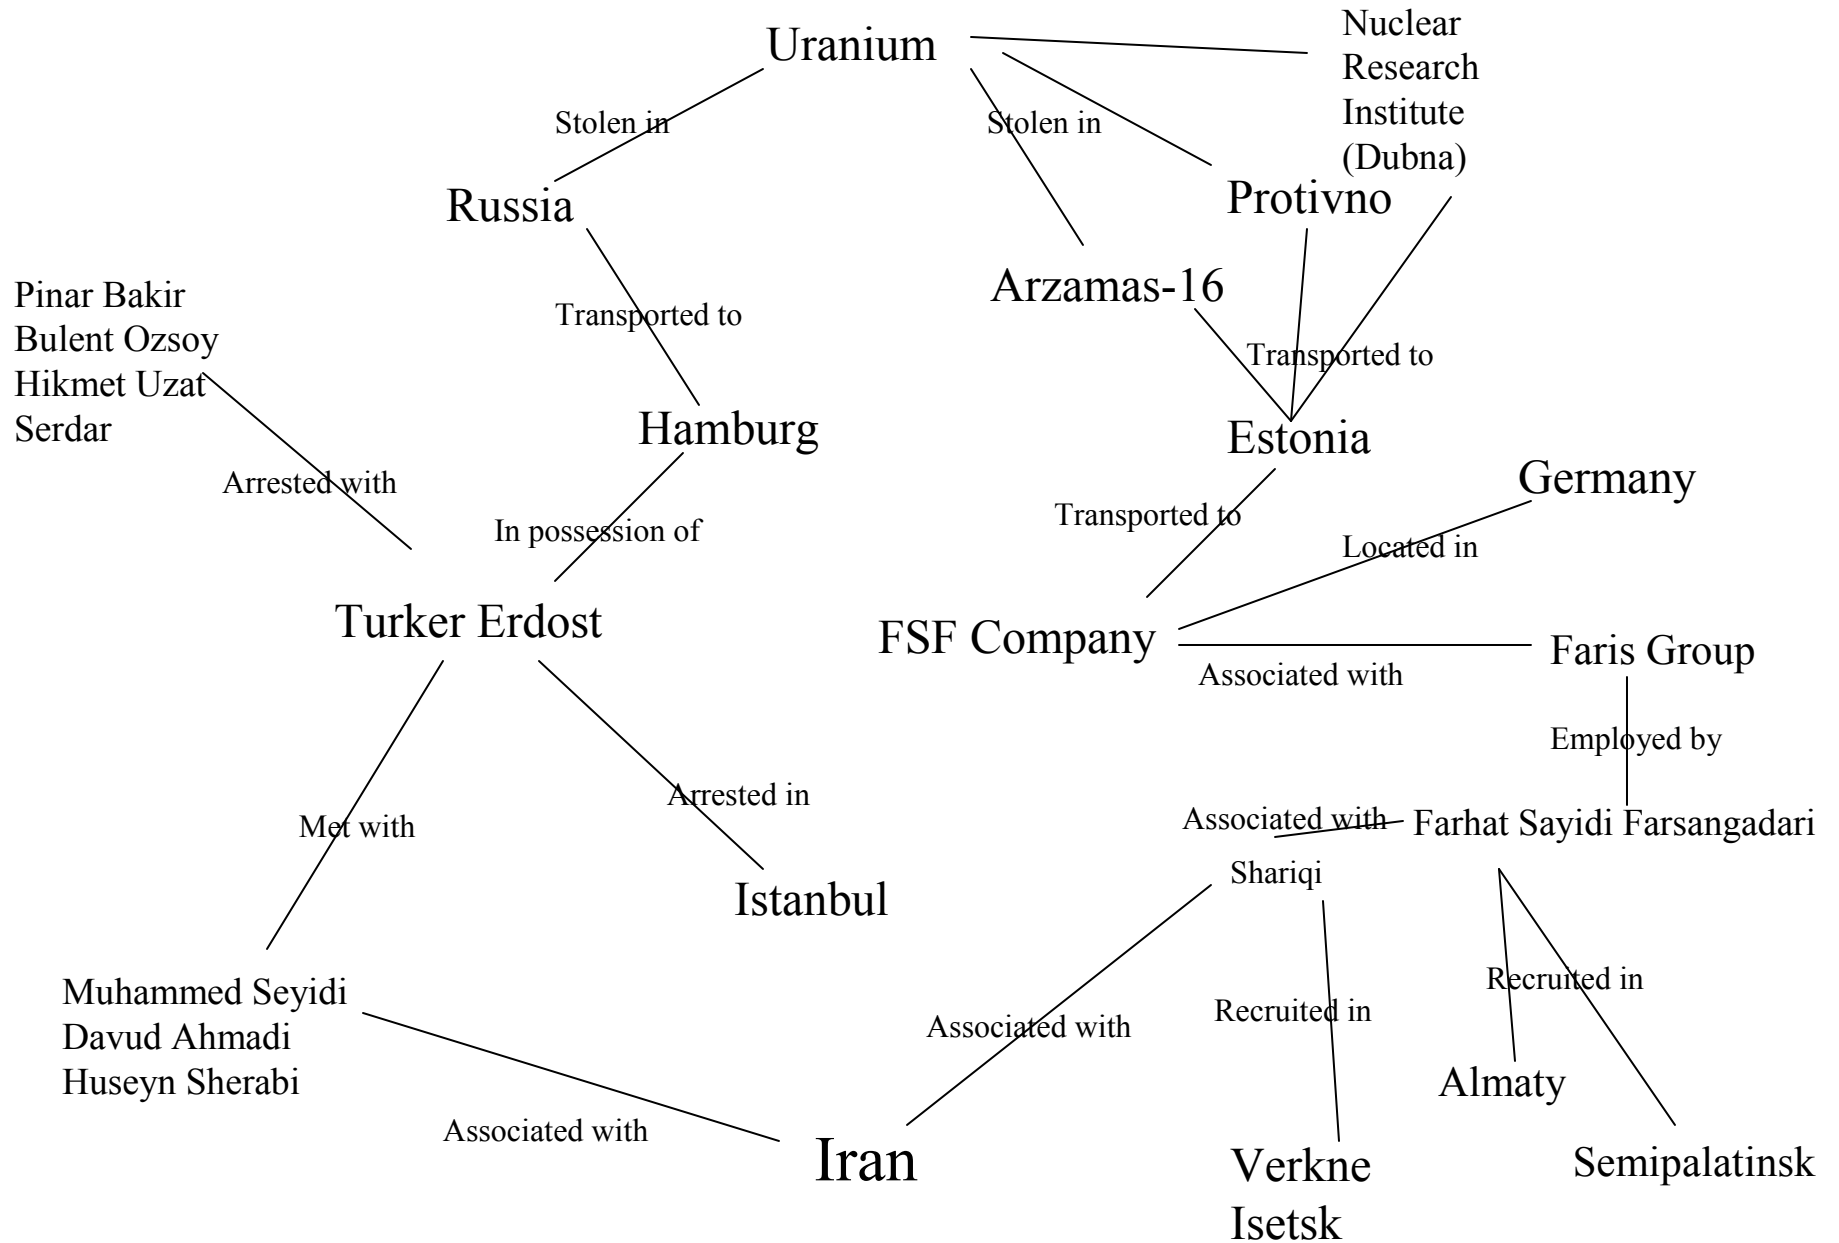 Uranium
Nuclear
Research
Institute
(Dubna)
Stolen in
Stolen in
Russia
Protivno
Arzamas-16
Pinar Bakir
Bulent Ozsoy
Hikmet Uzat
Serdar
Transported to
Transported to
Hamburg
Estonia
Germany
Arrested with
In possession of
Transported to
Located in
Turker Erdost
FSF Company
Faris Group
Associated with
Employed by
Met with
Arrested in
Associated with
Farhat Sayidi Farsangadari
Shariqi
Istanbul
Muhammed Seyidi
Davud Ahmadi
Huseyn Sherabi
Associated with
Recruited in
Recruited in
Almaty
Associated with
Iran
Verkne
Isetsk
Semipalatinsk